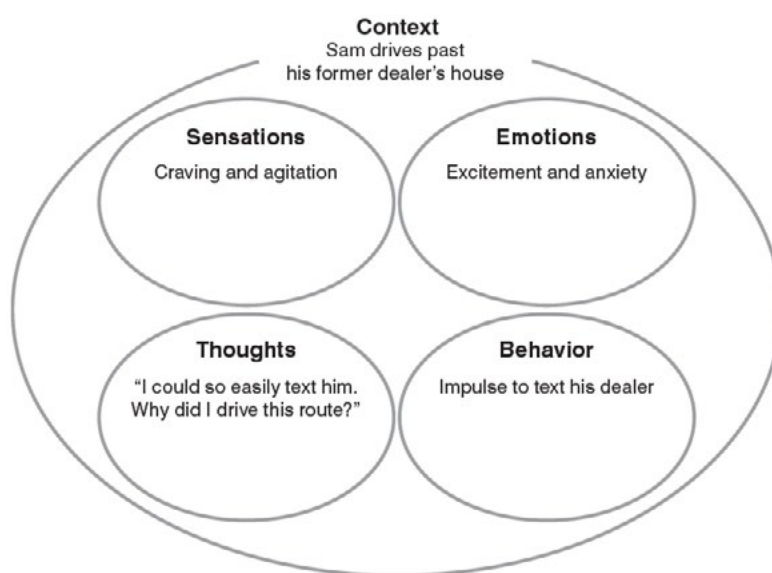 Context
Sam drives past
his former dealer’s house
Sensations
Craving and agitation
Emotions
Excitement and anxiety
Thoughts
“I could so easily text him.
Why did I drive this route?”
Behavior
Impulse to text his dealer